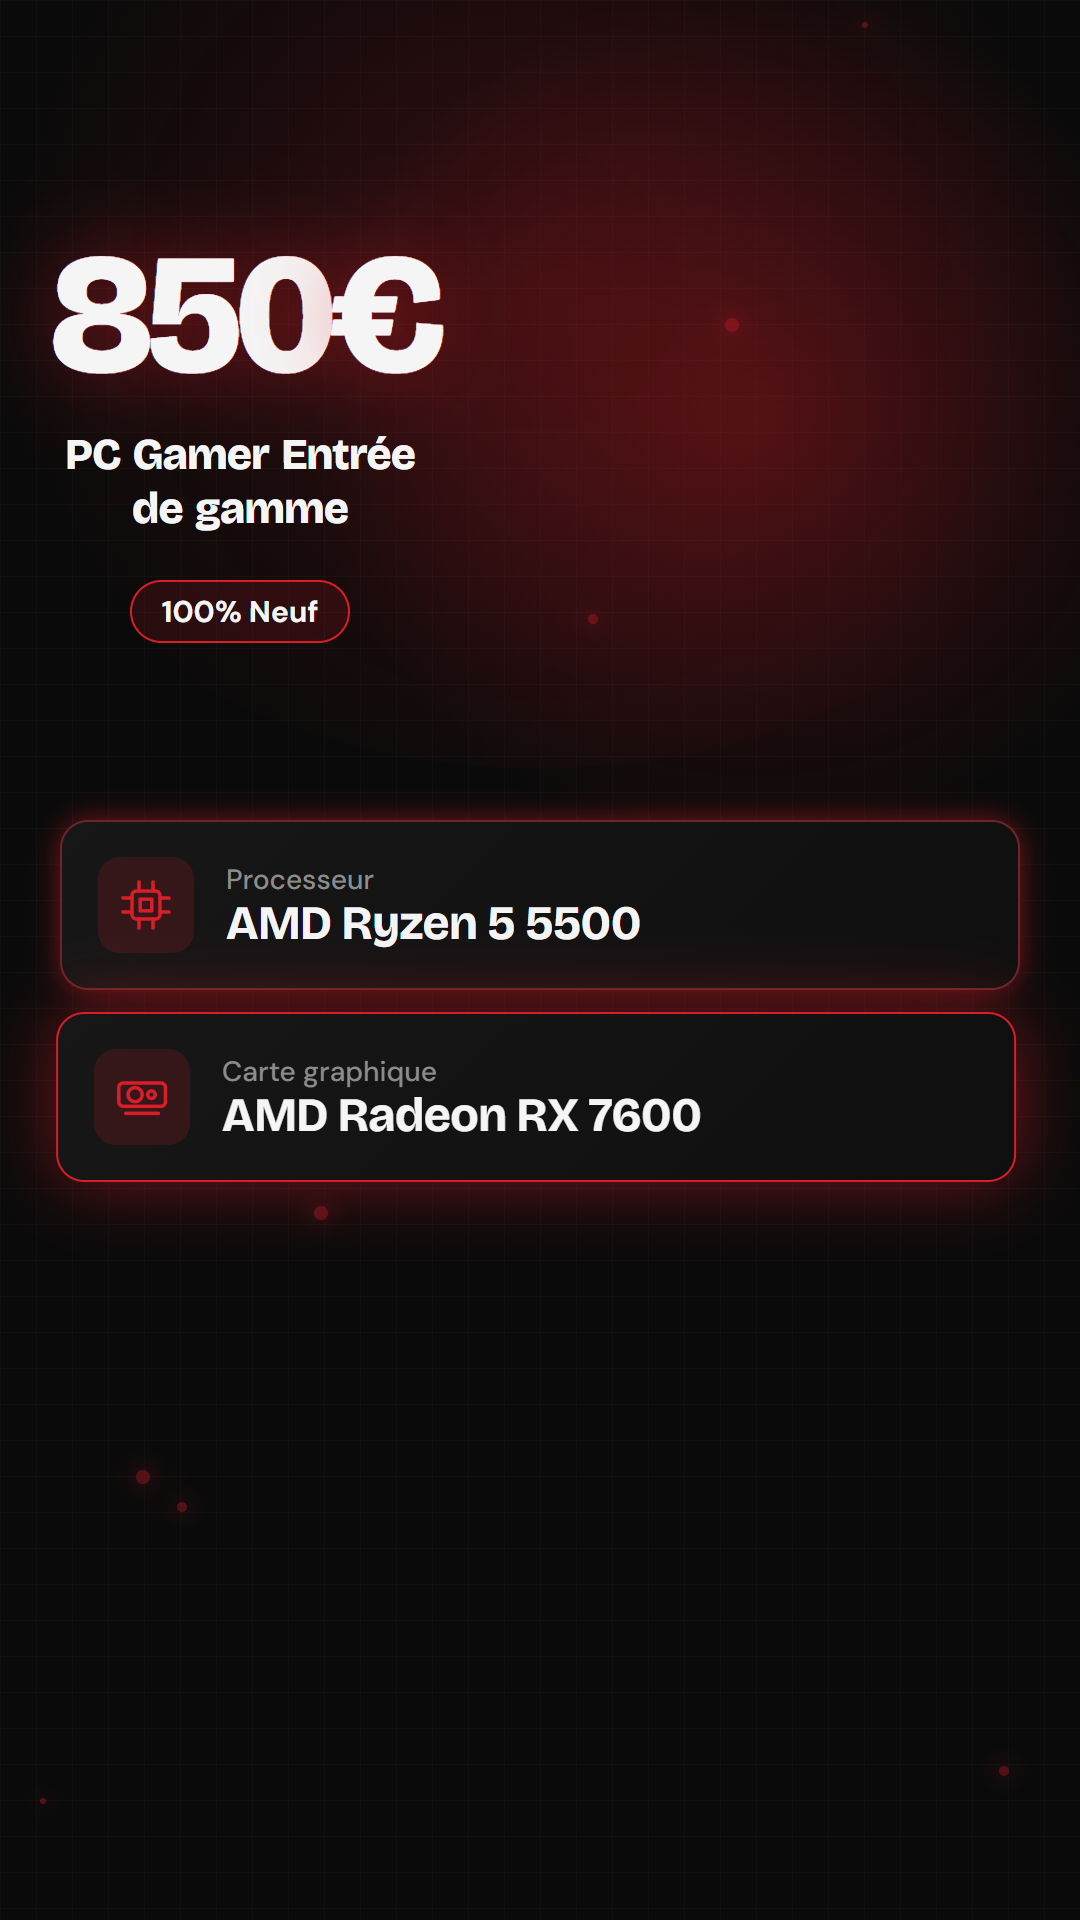 850€
PC Gamer Entrée
de gamme
100% Neuf
Processeur
AMD Ryzen 5 5500
Carte graphique
AMD Radeon RX 7600